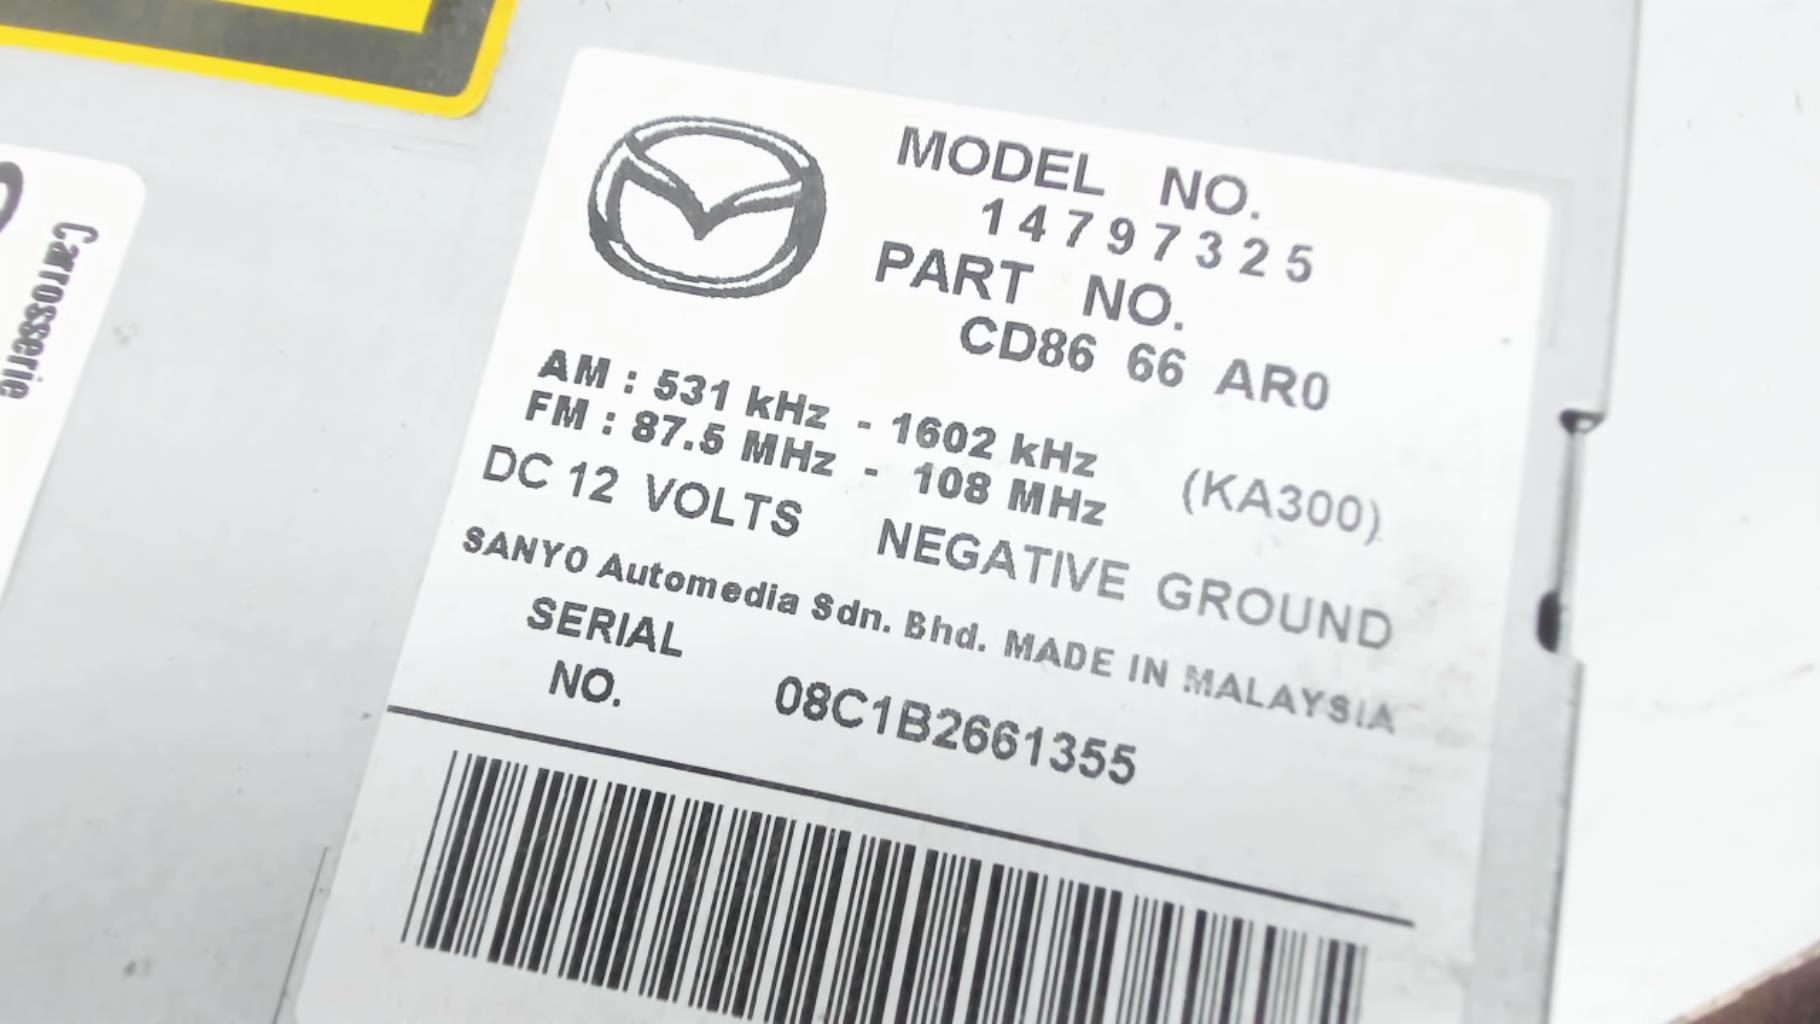 Carrosserie
MODEL NO.
14797325
PART NO.
CD86 66 AR0
AM : 531 kHz - 1602 kHz
FM : 87.5 MHz - 108 MHz (KA300)
DC 12 VOLTS NEGATIVE GROUND
SANYO Automedia Sdn. Bhd. MADE IN MALAYSIA
SERIAL
NO. 08C1B2661355